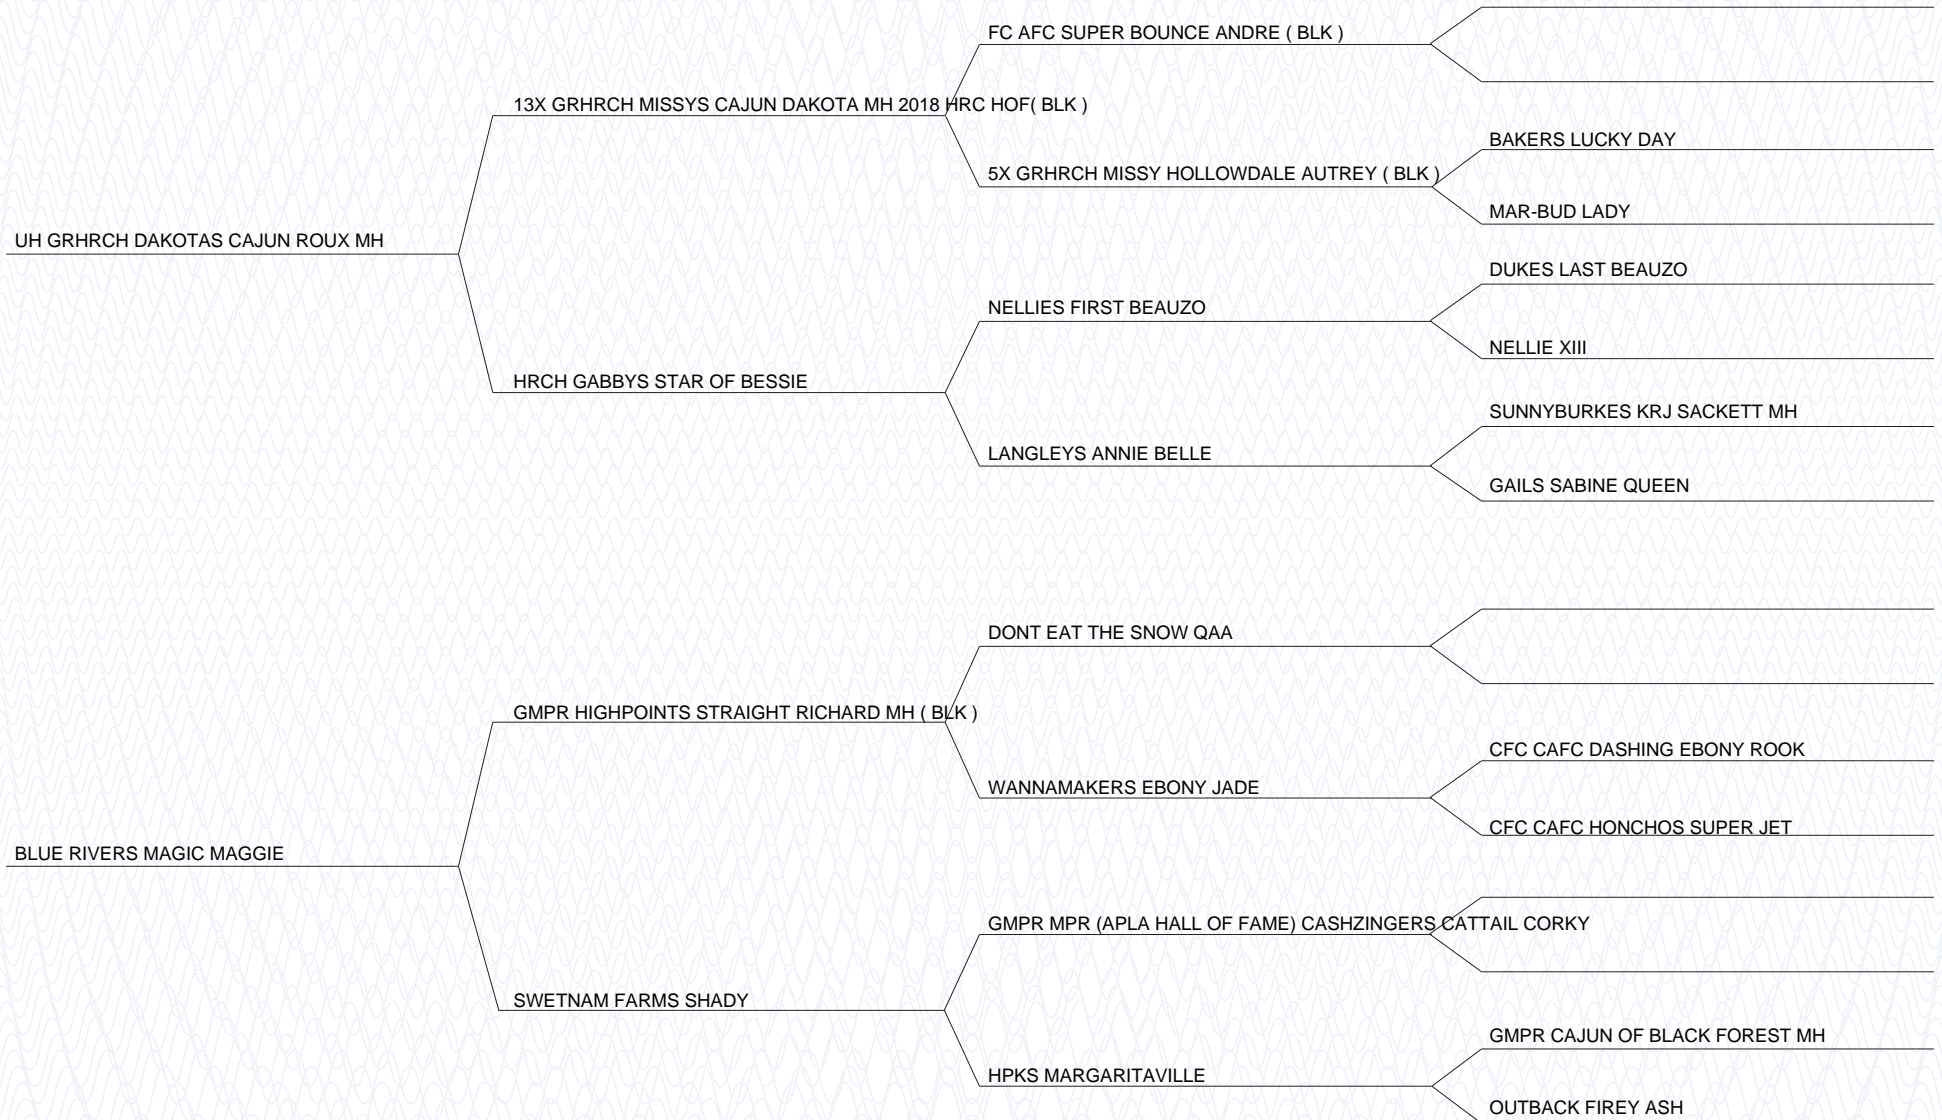 FC AFC SUPER BOUNCE ANDRE ( BLK )
13X GRHRCH MISSYS CAJUN DAKOTA MH 2018 HRC HOF( BLK )
BAKERS LUCKY DAY
5X GRHRCH MISSY HOLLOWDALE AUTREY ( BLK )
MAR-BUD LADY
UH GRHRCH DAKOTAS CAJUN ROUX MH
DUKES LAST BEAUZO
NELLIES FIRST BEAUZO
NELLIE XIII
HRCH GABBYS STAR OF BESSIE
SUNNYBURKES KRJ SACKETT MH
LANGLEYS ANNIE BELLE
GAILS SABINE QUEEN
DONT EAT THE SNOW QAA
GMPR HIGHPOINTS STRAIGHT RICHARD MH ( BLK )
CFC CAFC DASHING EBONY ROOK
WANNAMAKERS EBONY JADE
CFC CAFC HONCHOS SUPER JET
BLUE RIVERS MAGIC MAGGIE
GMPR MPR (APLA HALL OF FAME) CASHZINGERS CATTAIL CORKY
SWETNAM FARMS SHADY
GMPR CAJUN OF BLACK FOREST MH
HPKS MARGARITAVILLE
OUTBACK FIREY ASH